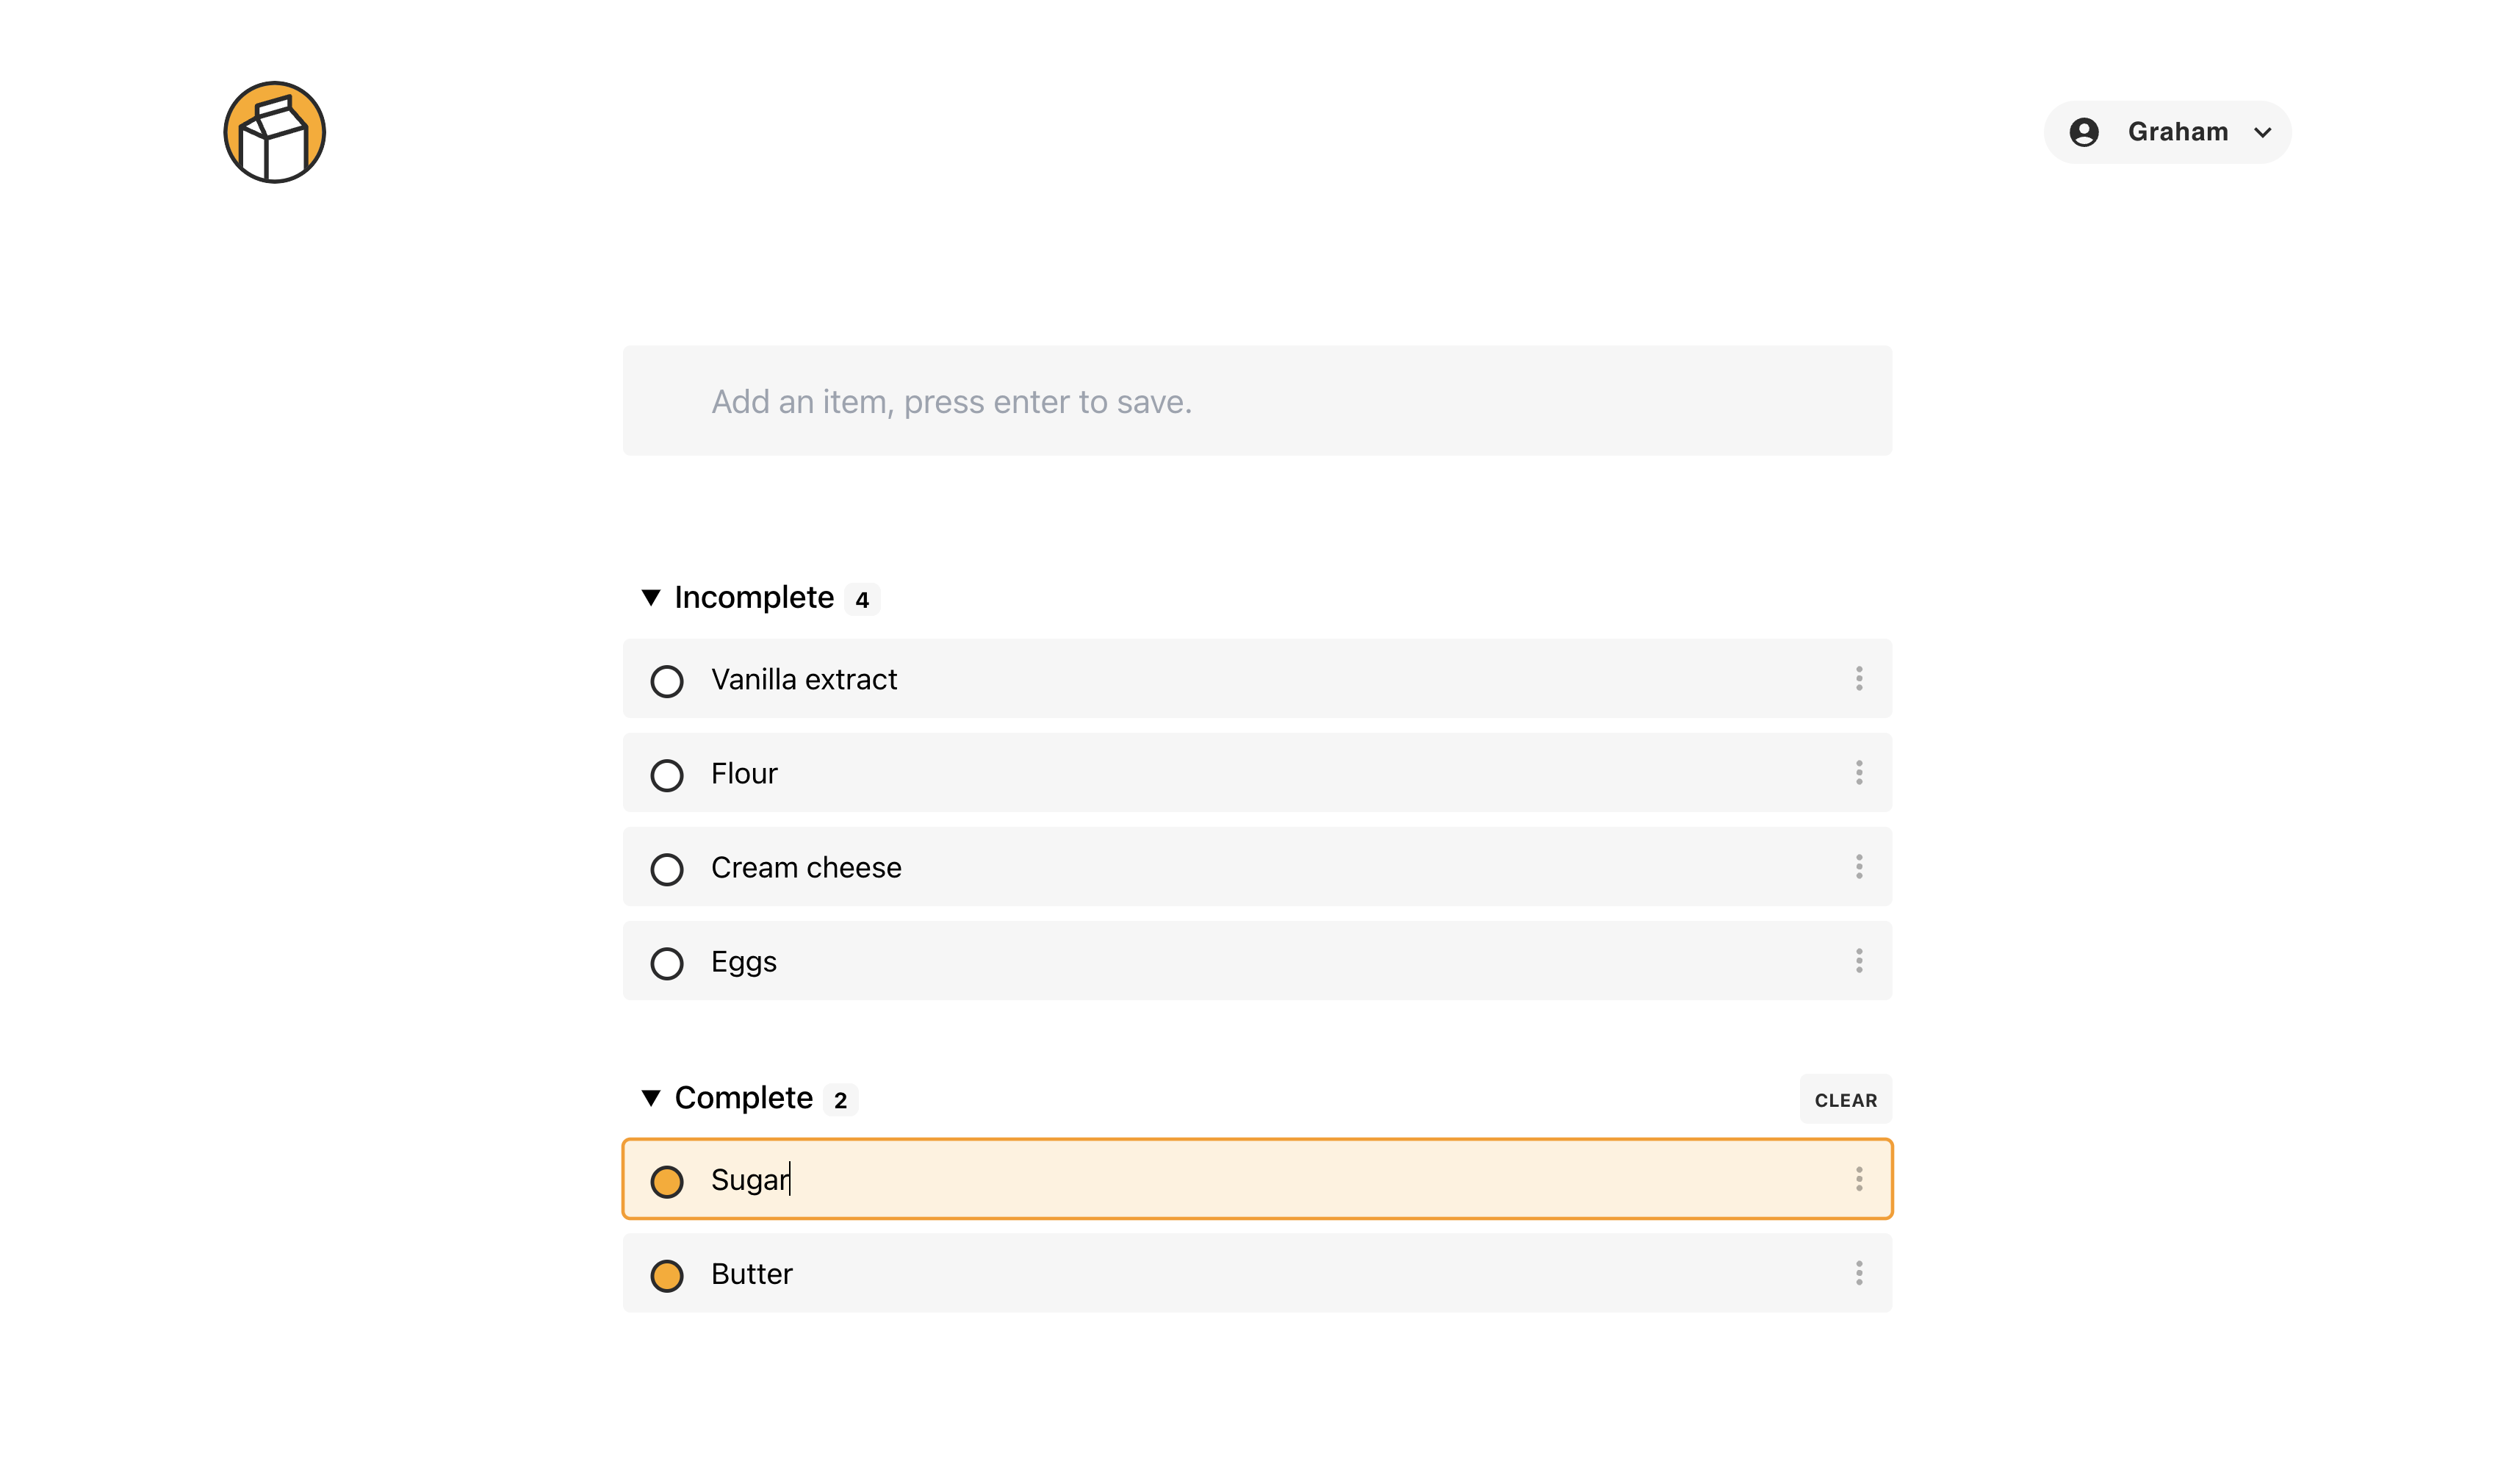 Graham
Add an item, press enter to save.
Incomplete 4
Vanilla extract
Flour
Cream cheese
Eggs
Complete 2
CLEAR
Sugar
Butter